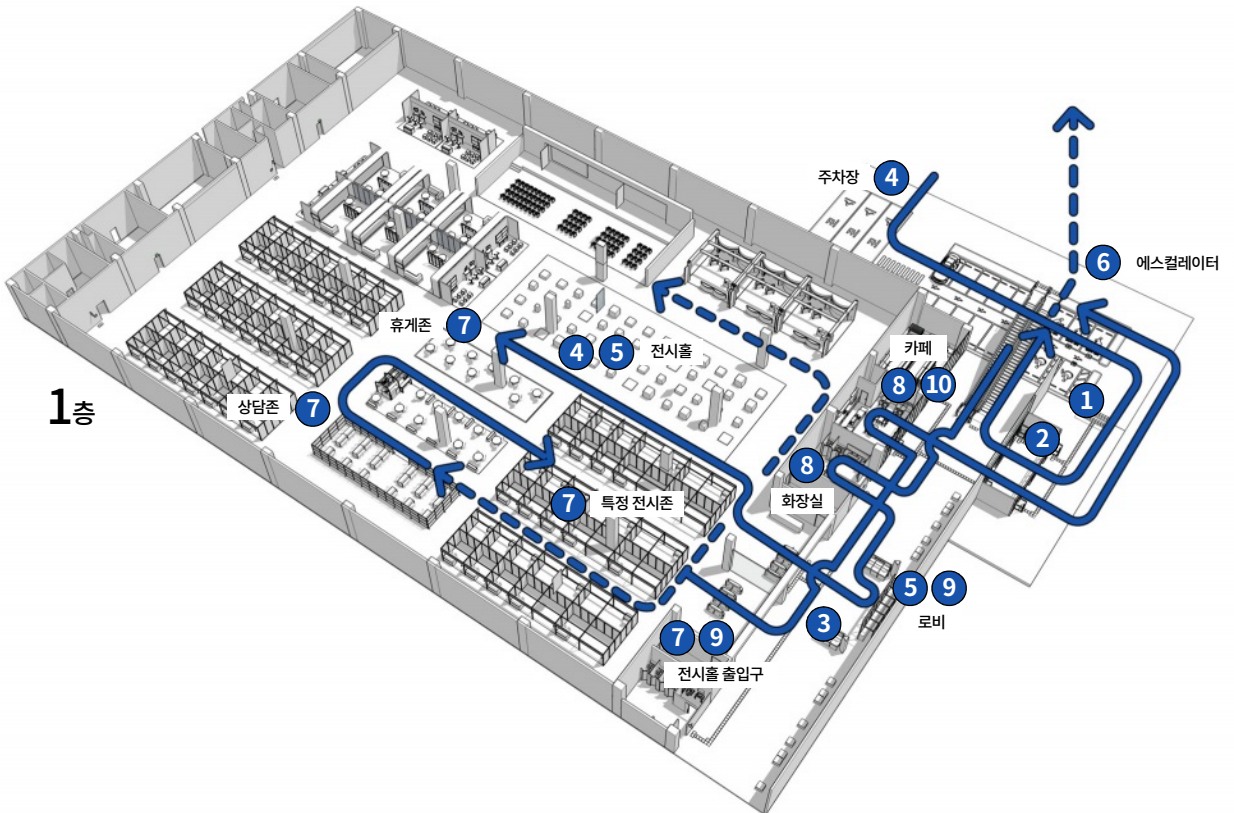 주차장 4
6 에스컬레이터
휴게존 7
4 5 전시홀
카페
8 10
1층
상담존 7
1
2
8
화장실
7 특정 전시존
5 9
로비
3
7 9
전시홀 출입구